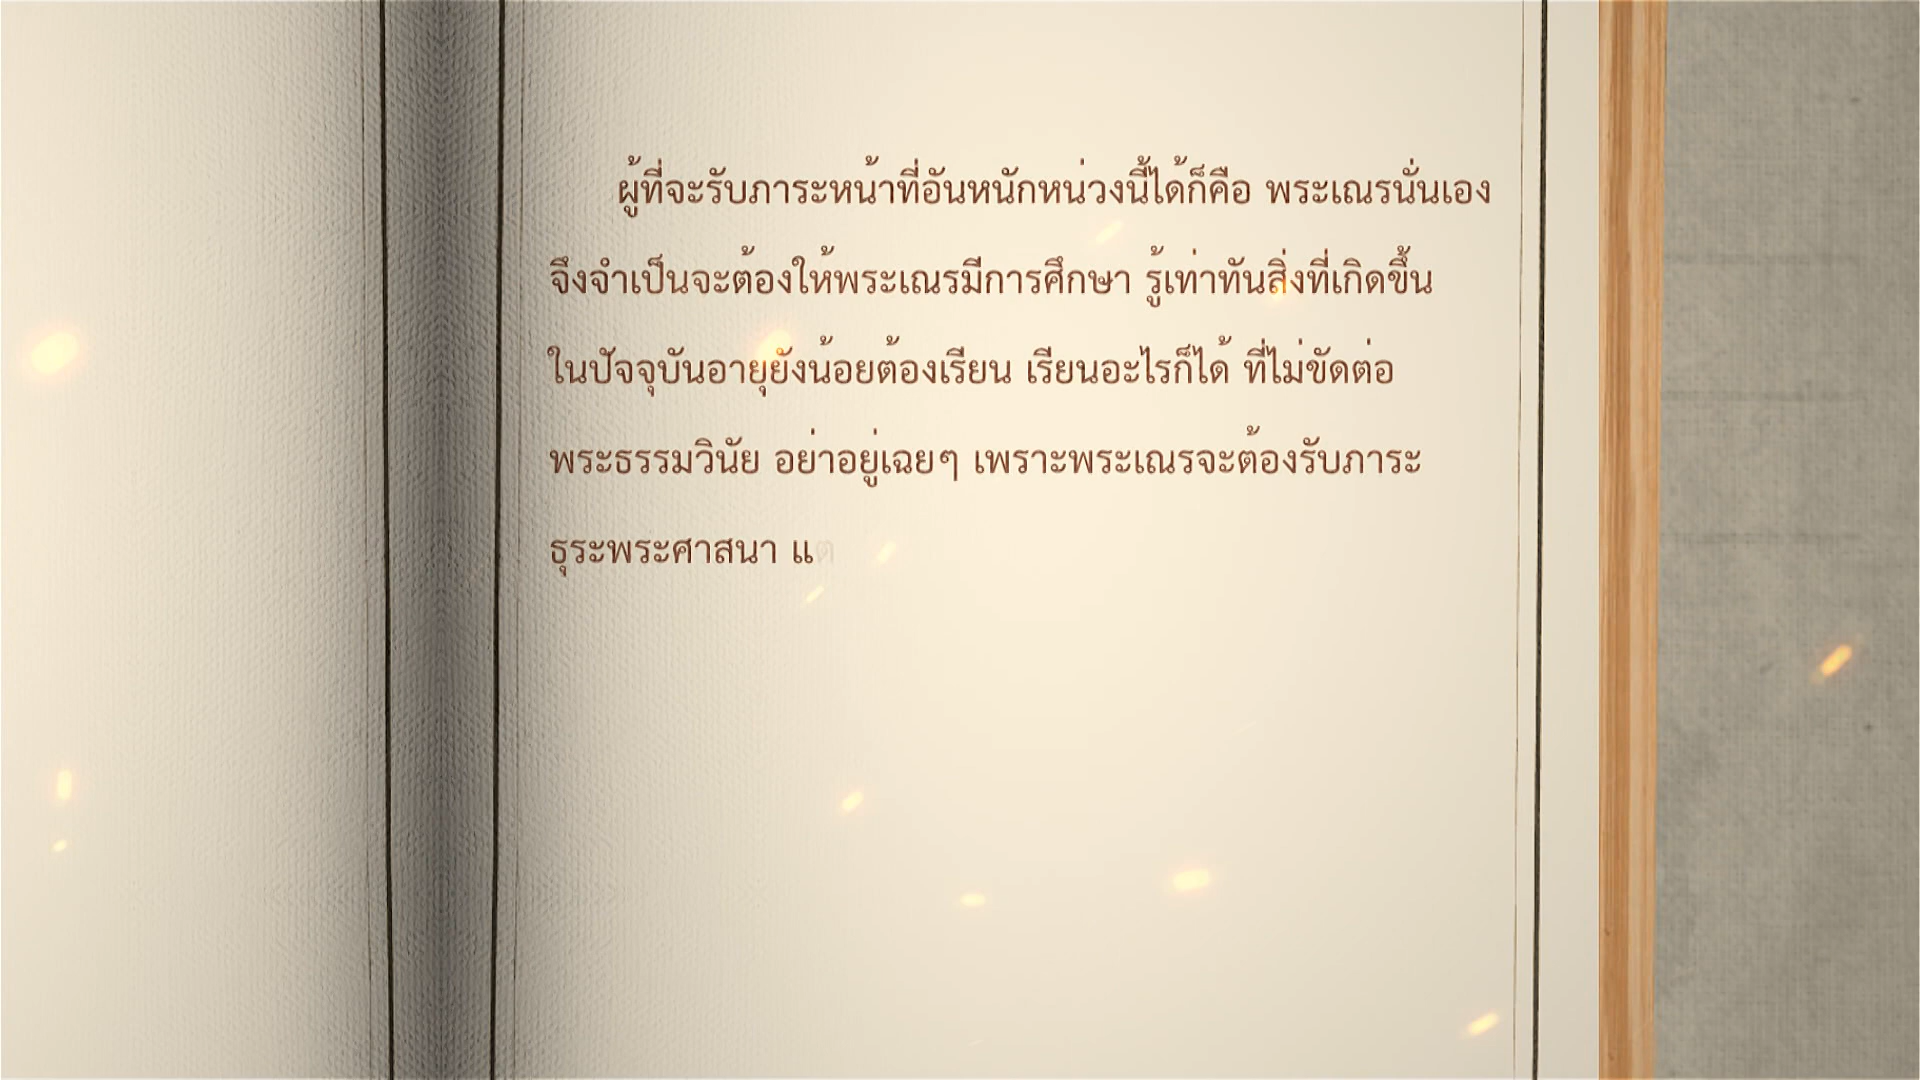 ผู้ที่จะรับภาระหน้าที่อันหนักหน่วงนี้ได้ก็คือ พระเณรนั่นเอง
จึงจำเป็นจะต้องให้พระเณรมีการศึกษา รู้เท่าทันสิ่งที่เกิดขึ้น
ในปัจจุบันอายุยังน้อยต้องเรียน เรียนอะไรก็ได้ ที่ไม่ขัดต่อ
พระธรรมวินัย อย่าอยู่เฉยๆ เพราะพระเณรจะต้องรับภาระ
ธุระพระศาสนา แต